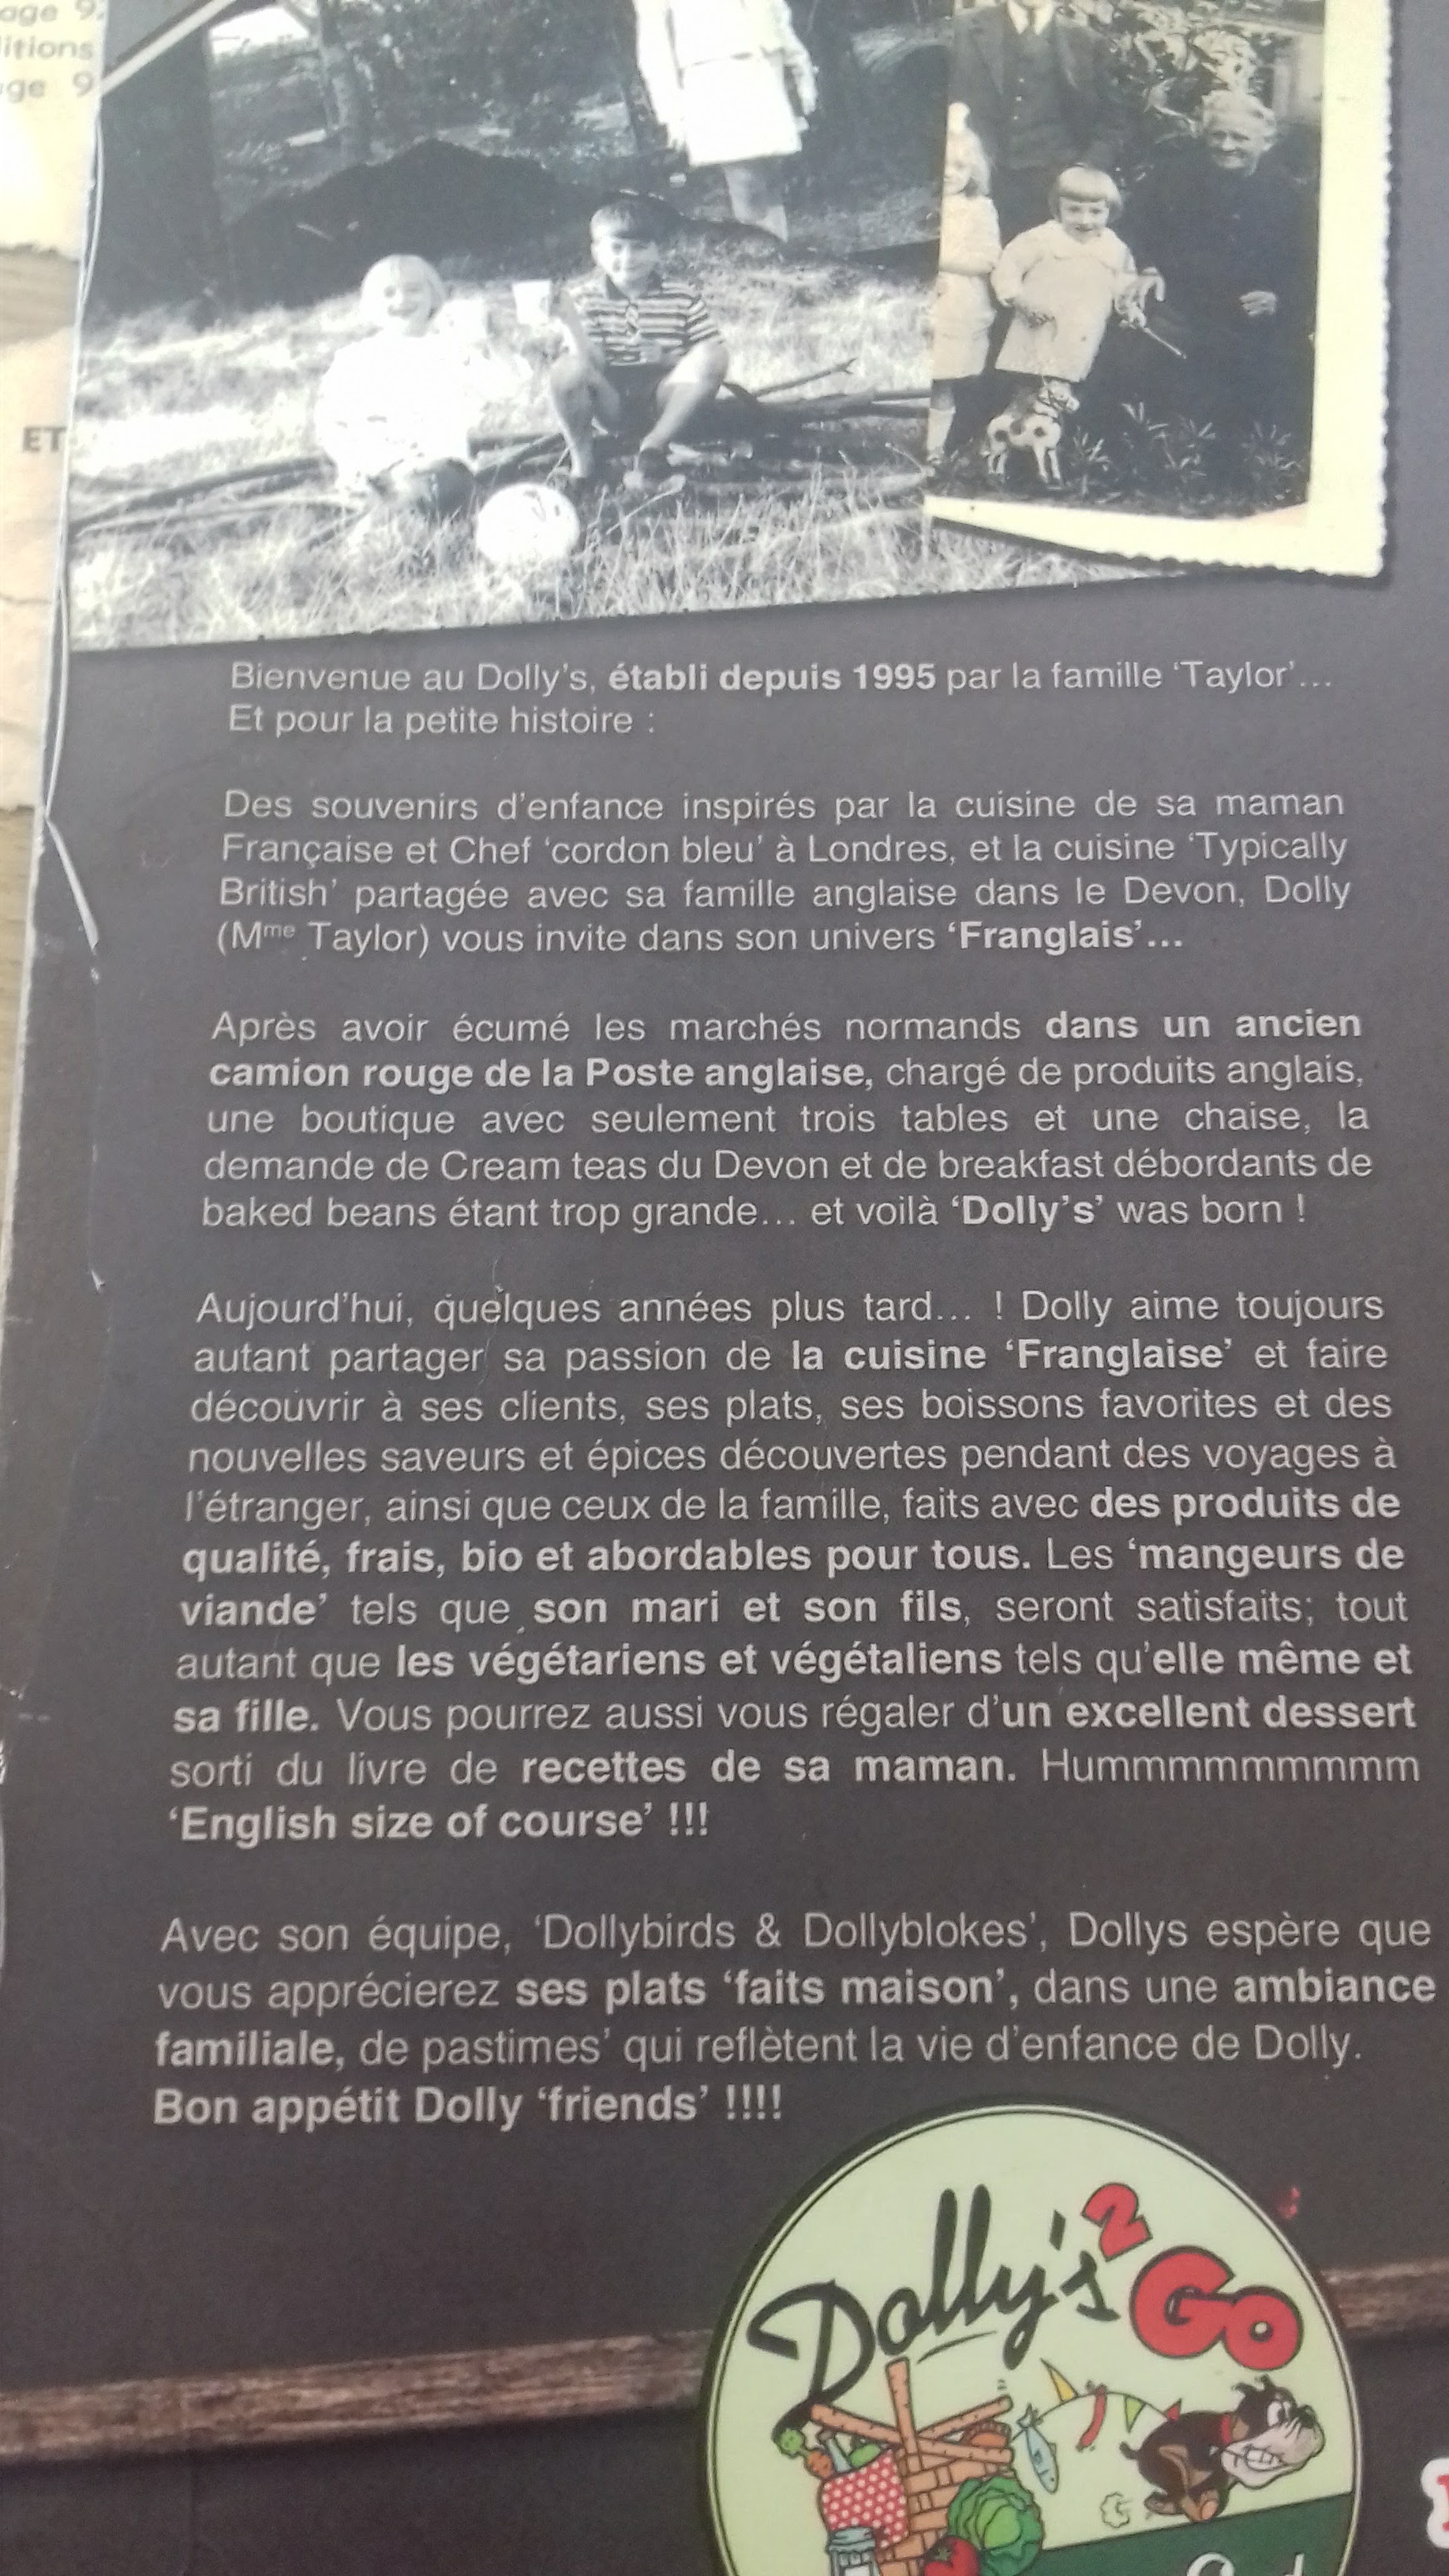 age 9.
itions
ge 9
ET
Bienvenue au Dolly's, établi depuis 1995 par la famille 'Taylor'...
Et pour la petite histoire :
Des souvenirs d'enfance inspirés par la cuisine de sa maman
Française et Chef 'cordon bleu' à Londres, et la cuisine 'Typically
British' partagée avec sa famille anglaise dans le Devon, Dolly
(Mme Taylor) vous invite dans son univers 'Franglais'...
Après avoir écumé les marchés normands dans un ancien
camion rouge de la Poste anglaise, chargé de produits anglais,
une boutique avec seulement trois tables et une chaise, la
demande de Cream teas du Devon et de breakfast débordants de
baked beans étant trop grande... et voilà 'Dolly's' was born !
Aujourd'hui, quelques années plus tard... ! Dolly aime toujours
autant partager sa passion de la cuisine 'Franglaise' et faire
découvrir à ses clients, ses plats, ses boissons favorites et des
nouvelles saveurs et épices découvertes pendant des voyages à
l'étranger, ainsi que ceux de la famille, faits avec des produits de
qualité, frais, bio et abordables pour tous. Les 'mangeurs de
viande' tels que son mari et son fils, seront satisfaits; tout
autant que les végétariens et végétaliens tels qu'elle même et
sa fille. Vous pourrez aussi vous régaler d'un excellent dessert
sorti du livre de recettes de sa maman. Hummmmmmmmm
'English size of course' !!!
Avec son équipe, 'Dollybirds & Dollyblokes', Dollys espère que
vous apprécierez ses plats 'faits maison', dans une ambiance
familiale, de pastimes' qui reflètent la vie d'enfance de Dolly.
Bon appétit Dolly 'friends' !!!!
Dolly's 2 Go